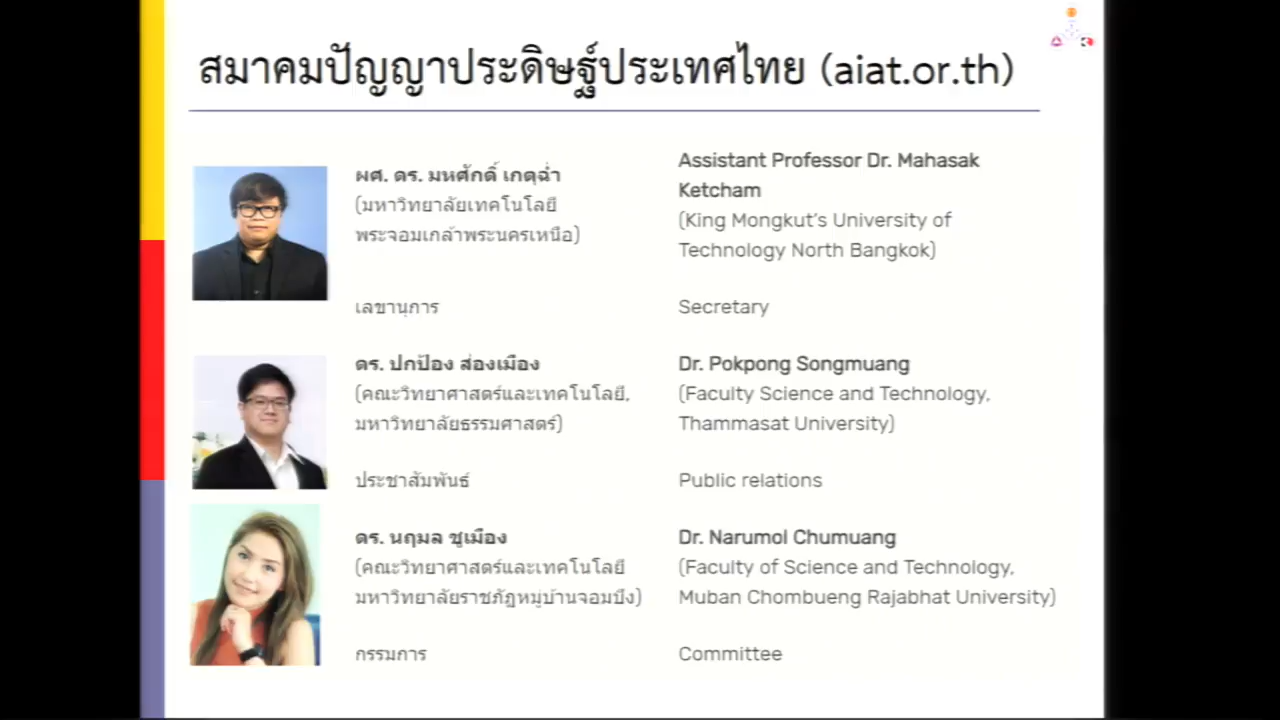 สมาคมปัญญาประดิษฐ์ประเทศไทย (aiat.or.th)
ผศ. ดร. มหศักดิ์ เกตุฉ่ำ
(มหาวิทยาลัยเทคโนโลยี
พระจอมเกล้าพระนครเหนือ)
เลขานุการ
Assistant Professor Dr. Mahasak
Ketcham
(King Mongkut's University of
Technology North Bangkok)
Secretary
ดร. ปกป้อง ส่องเมือง
(คณะวิทยาศาสตร์และเทคโนโลยี,
มหาวิทยาลัยธรรมศาสตร์)
ประชาสัมพันธ์
Dr. Pokpong Songmuang
(Faculty Science and Technology,
Thammasat University)
Public relations
ดร. นฤมล ชูเมือง
(คณะวิทยาศาสตร์และเทคโนโลยี
มหาวิทยาลัยราชภัฏหมู่บ้านจอมบึง)
กรรมการ
Dr. Narumol Chumuang
(Faculty of Science and Technology,
Muban Chombueng Rajabhat University)
Committee